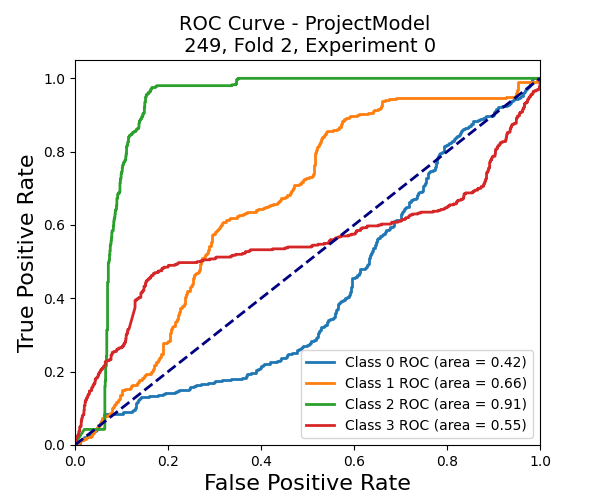 ROC Curve - ProjectModel
249, Fold 2, Experiment 0
True Positive Rate
1.0
0.8
0.6
0.4
0.2
0.0
Class 0 ROC (area = 0.42)
Class 1 ROC (area = 0.66)
Class 2 ROC (area = 0.91)
Class 3 ROC (area = 0.55)
0.0 0.2 0.4 0.6 0.8 1.0
False Positive Rate